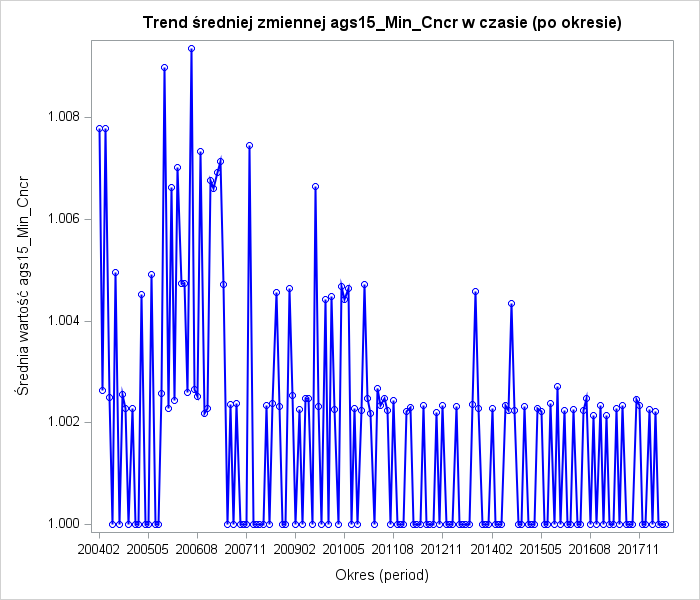 Trend średniej zmiennej ags15_Min_Cncr w czasie (po okresie)
1.008
1.006
1.004
1.002
1.000
Średnia wartość ags15_Min_Cncr
200402 200505 200608 200711 200902 201005 201108 201211 201402 201505 201608 201711
Okres (period)